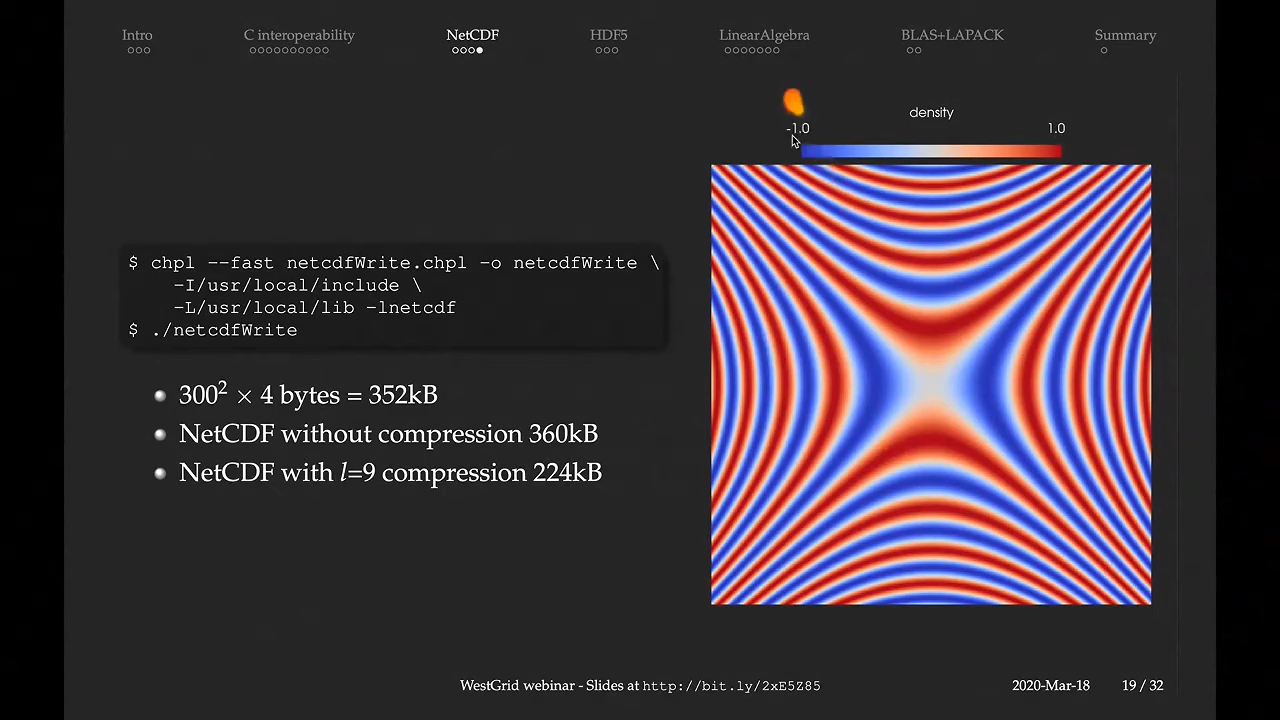 Intro C interoperability NetCDF HDF5 LinearAlgebra BLAS+LAPACK Summary
density
-1.0 1.0
$ chpl --fast netcdfWrite.chpl -o netcdfWrite \
-I/usr/local/include \
-L/usr/local/lib -lnetcdf
$ ./netcdfWrite
300² × 4 bytes = 352kB
NetCDF without compression 360kB
NetCDF with l=9 compression 224kB
WestGrid webinar - Slides at http://bit.ly/2xE5Z85 2020-Mar-18 19 / 32